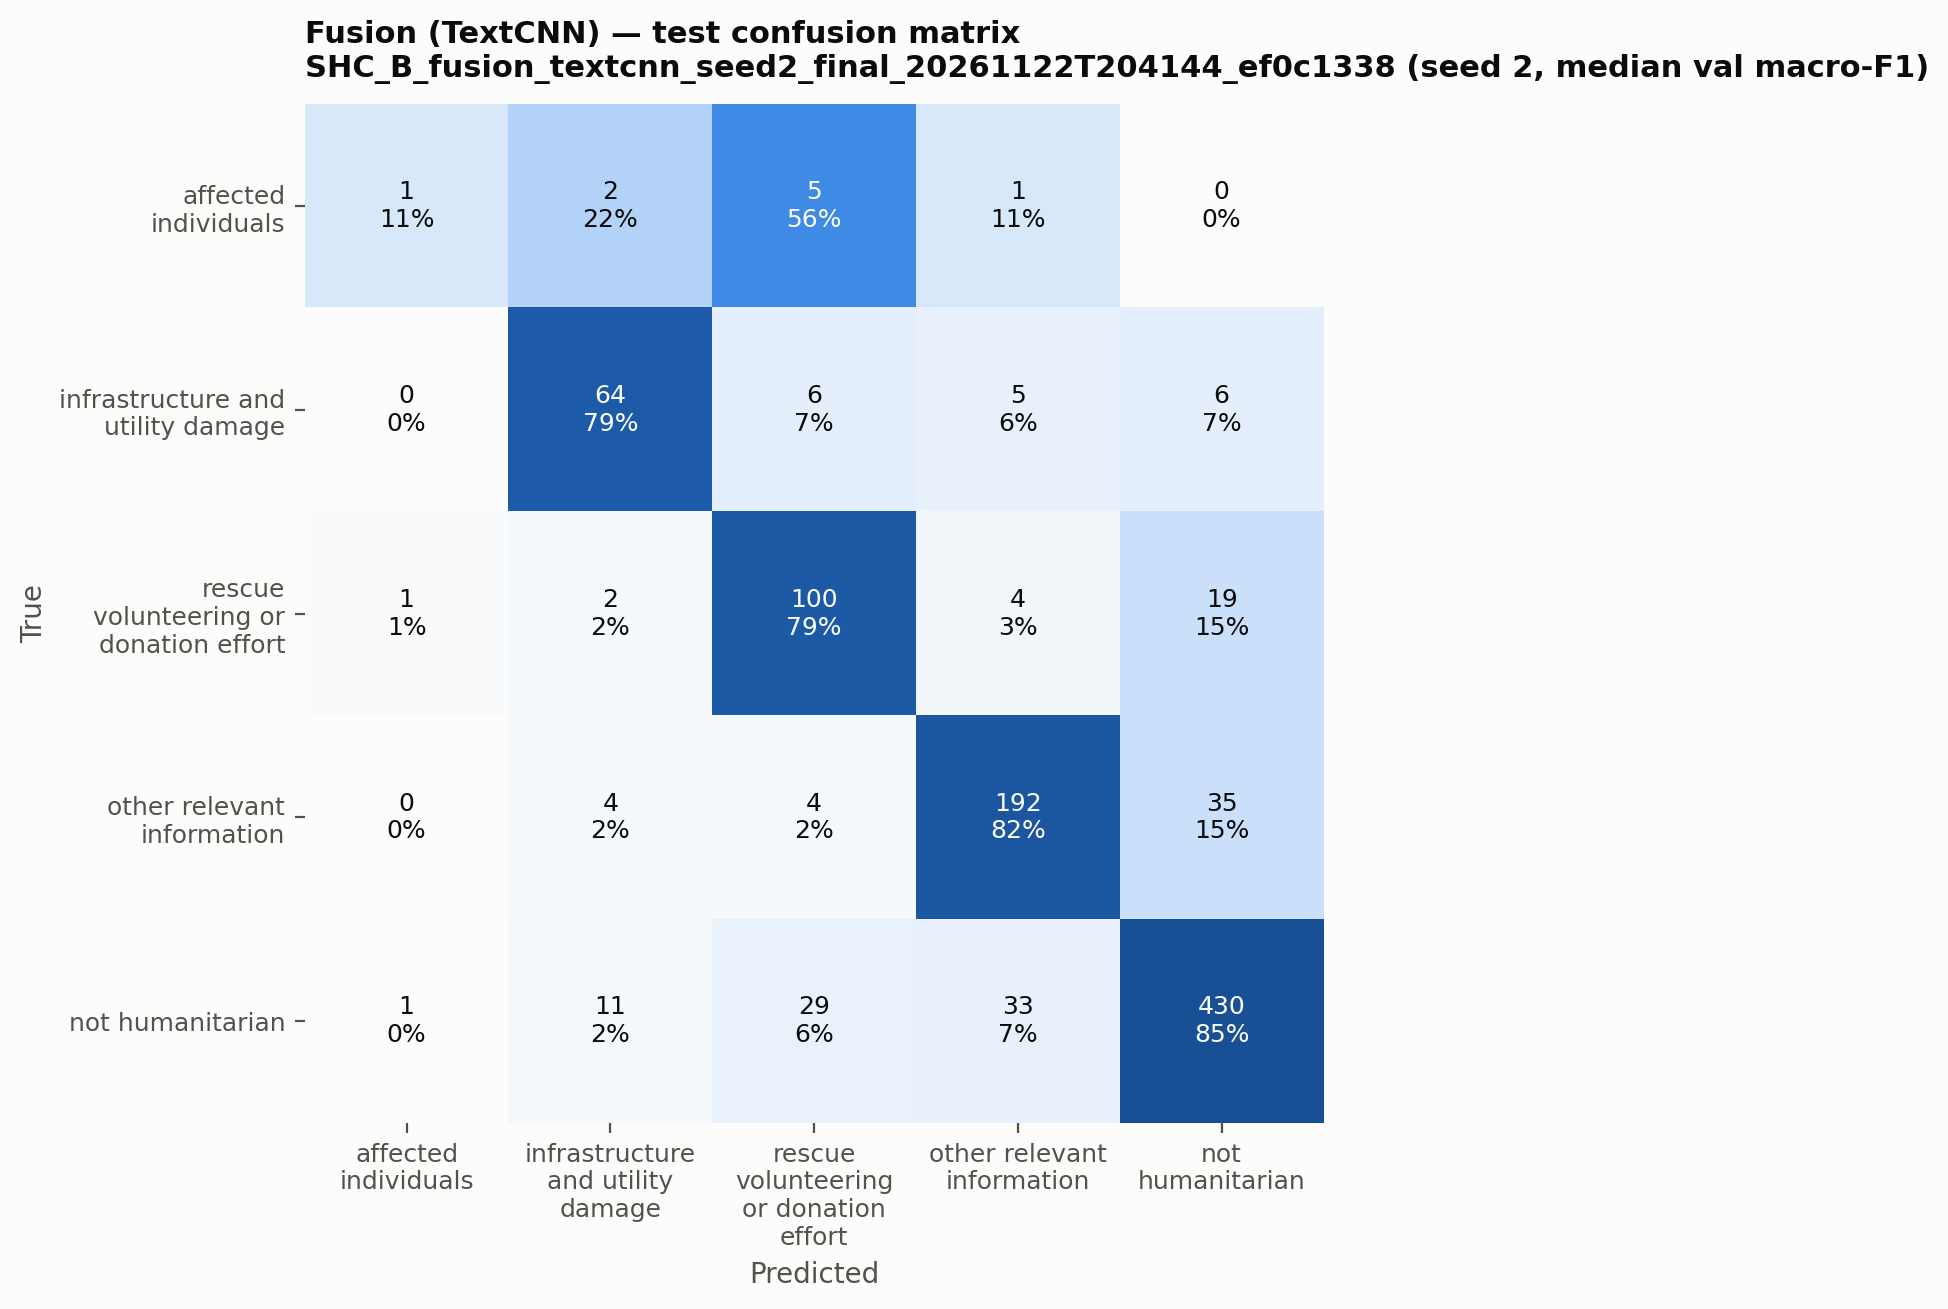 Fusion (TextCNN) — test confusion matrix
SHC_B_fusion_textcnn_seed2_final_20261122T204144_ef0c1338 (seed 2, median val macro-F1)
True
affected
individuals
1 2 5 1 0
11% 22% 56% 11% 0%
infrastructure and
utility damage
0 64 6 5 6
0% 79% 7% 6% 7%
rescue
volunteering or
donation effort
1 2 100 4 19
1% 2% 79% 3% 15%
other relevant
information
0 4 4 192 35
0% 2% 2% 82% 15%
not humanitarian
1 11 29 33 430
0% 2% 6% 7% 85%
affected
individuals
infrastructure
and utility
damage
rescue
volunteering
or donation
effort
other relevant
information
not
humanitarian
Predicted